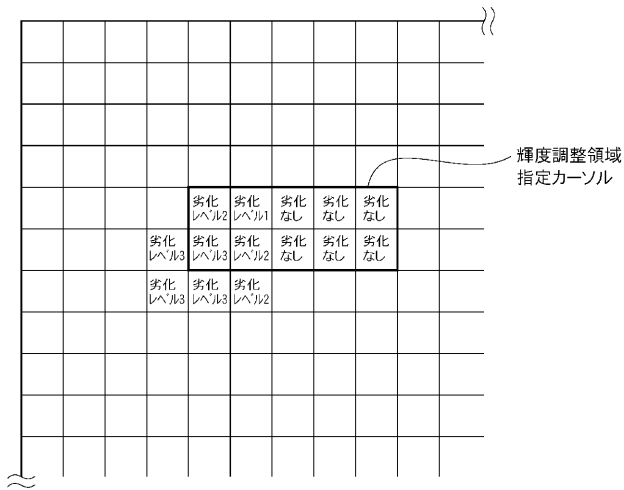 輝度調整領域
指定カーソル
劣化 劣化 劣化 劣化 劣化
レベル2 レベル1 なし なし なし
劣化 劣化 劣化 劣化 劣化 劣化
レベル3 レベル3 レベル2 なし なし なし
劣化 劣化 劣化
レベル3 レベル3 レベル2